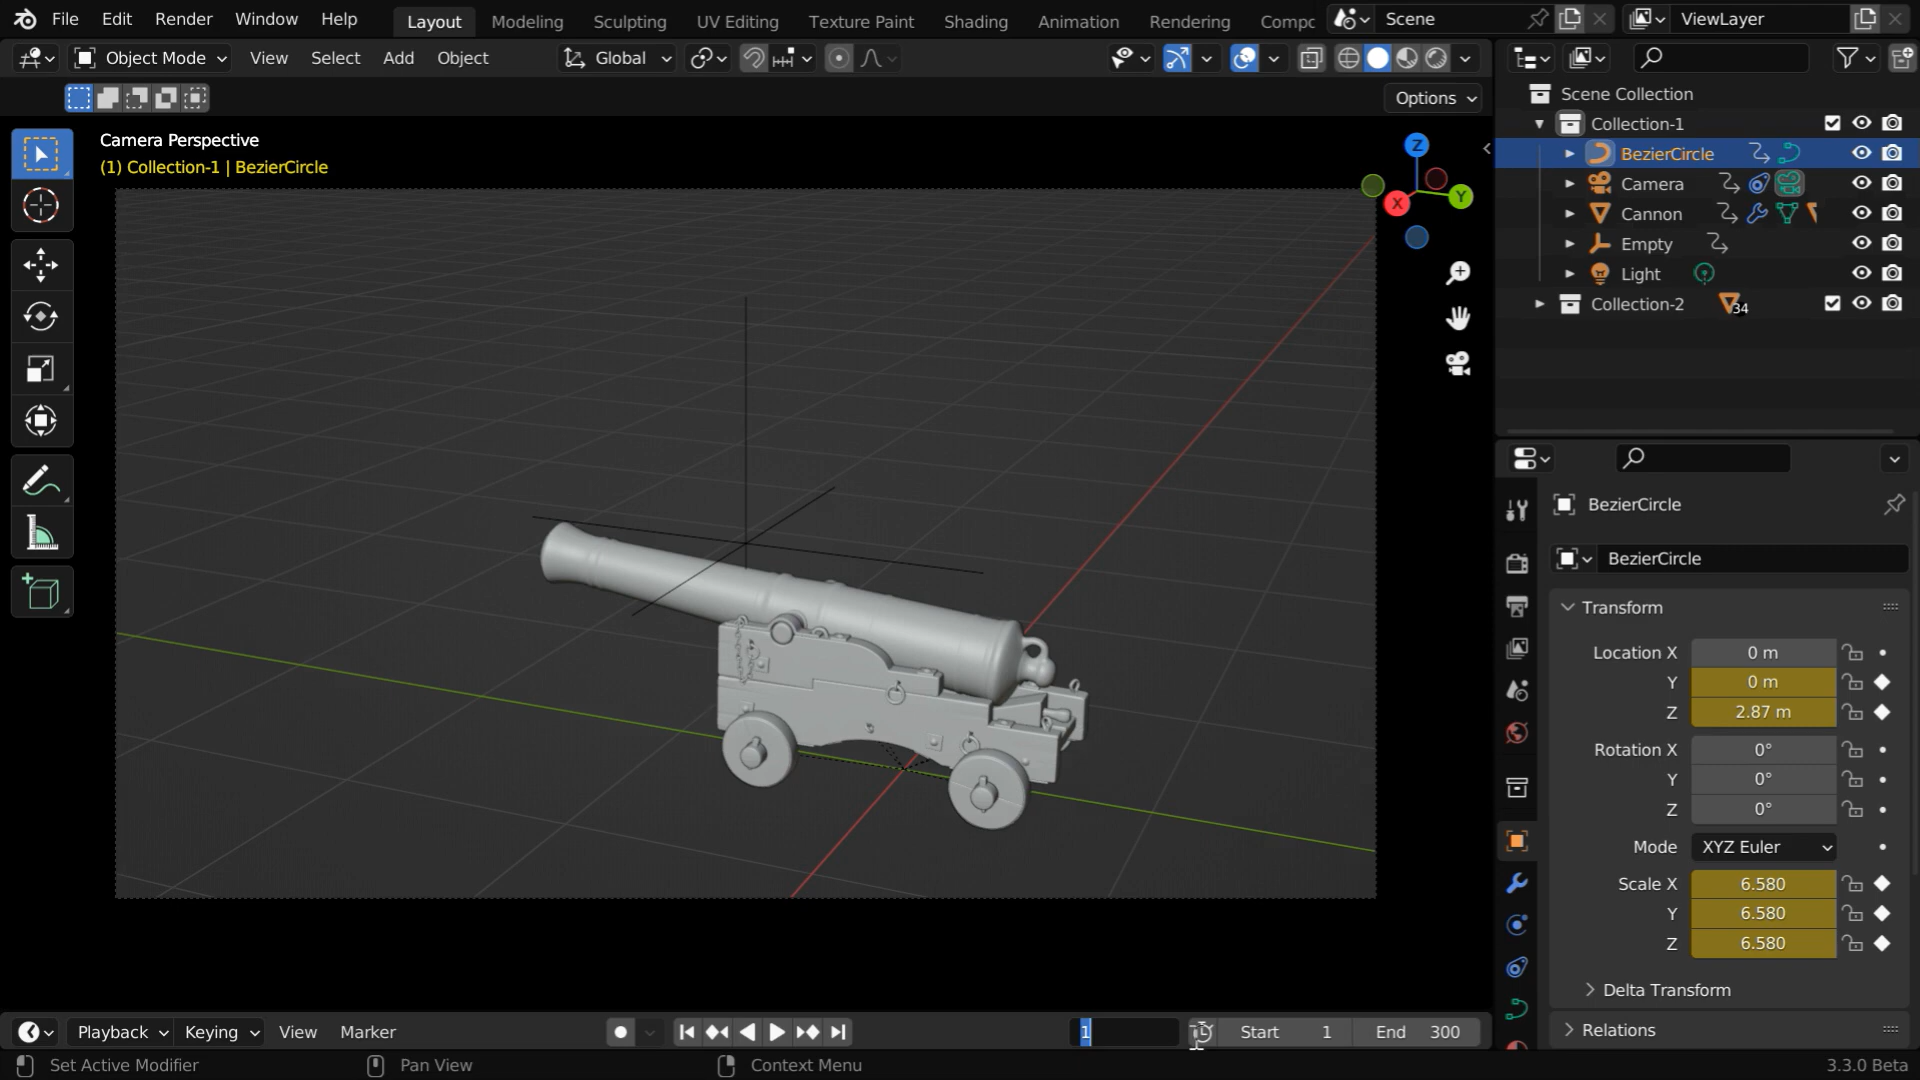 File Edit Render Window Help Layout Modeling Sculpting UV Editing Texture Paint Shading Animation Rendering Compc Scene ViewLayer
Object Mode View Select Add Object Global
Options
Camera Perspective
(1) Collection-1 | BezierCircle
Z
X
Y
Scene Collection
Collection-1
BezierCircle
Camera
Cannon
Empty
Light
Collection-2 34
BezierCircle
BezierCircle
Transform
Location X 0 m
Y 0 m
Z 2.87 m
Rotation X 0°
Y 0°
Z 0°
Mode XYZ Euler
Scale X 6.580
Y 6.580
Z 6.580
Delta Transform
Relations
Playback Keying View Marker 1 Start 1 End 300
Set Active Modifier Pan View Context Menu 3.3.0 Beta